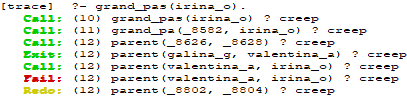 [trace]  ?- grand_pas(irina_o).
Call: (10) grand_pas(irina_o) ? creep
Call: (11) grand_pa(_8582, irina_o) ? creep
Call: (12) parent(_8626, _8628) ? creep
Exit: (12) parent(galina_g, valentina_a) ? creep
Call: (12) parent(valentina_a, irina_o) ? creep
Fail: (12) parent(valentina_a, irina_o) ? creep
Redo: (12) parent(_8802, _8804) ? creep